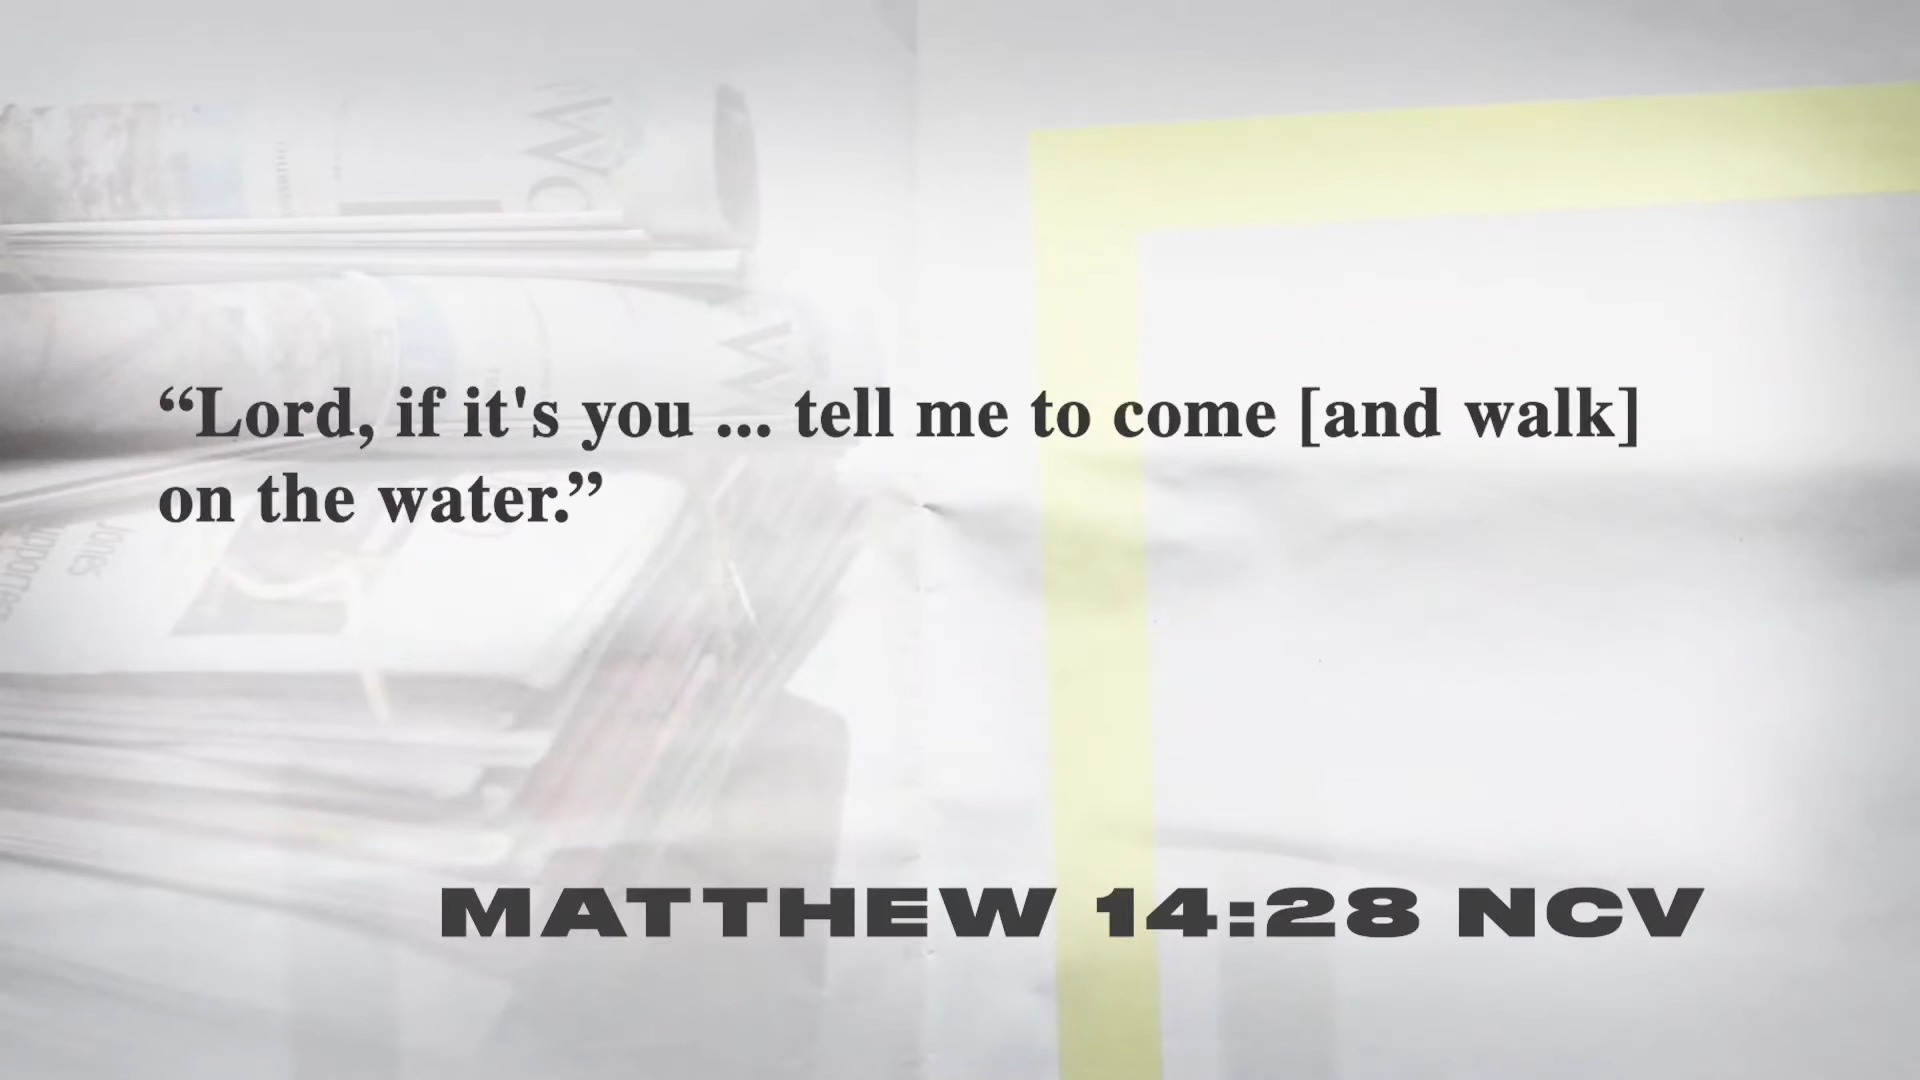 “Lord, if it's you ... tell me to come [and walk]
on the water.”
MATTHEW 14:28 NCV